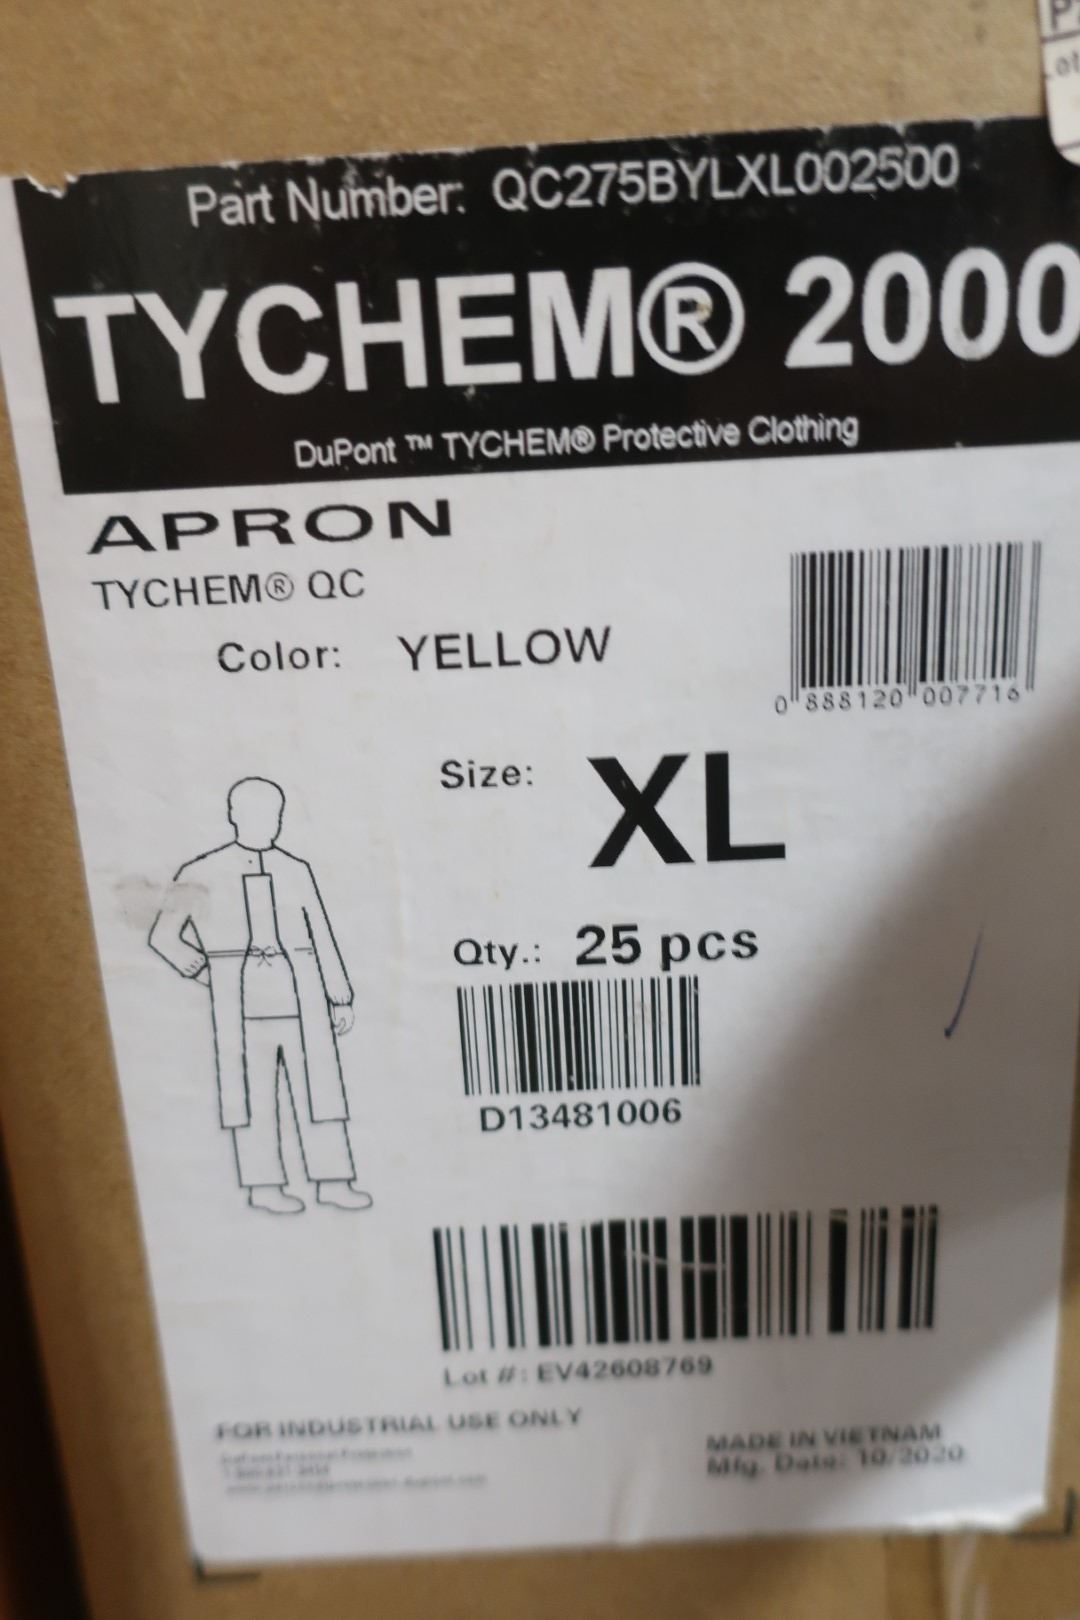 Part Number: QC275BYLXL002500
TYCHEM® 2000
DuPont ™ TYCHEM® Protective Clothing
APRON
TYCHEM® QC
Color: YELLOW
0 888120 007716
Size: XL
Qty.: 25 pcs
D13481006
Lot #: EV42608769
FOR INDUSTRIAL USE ONLY
MADE IN VIETNAM
Mfg. Date: 10/2020